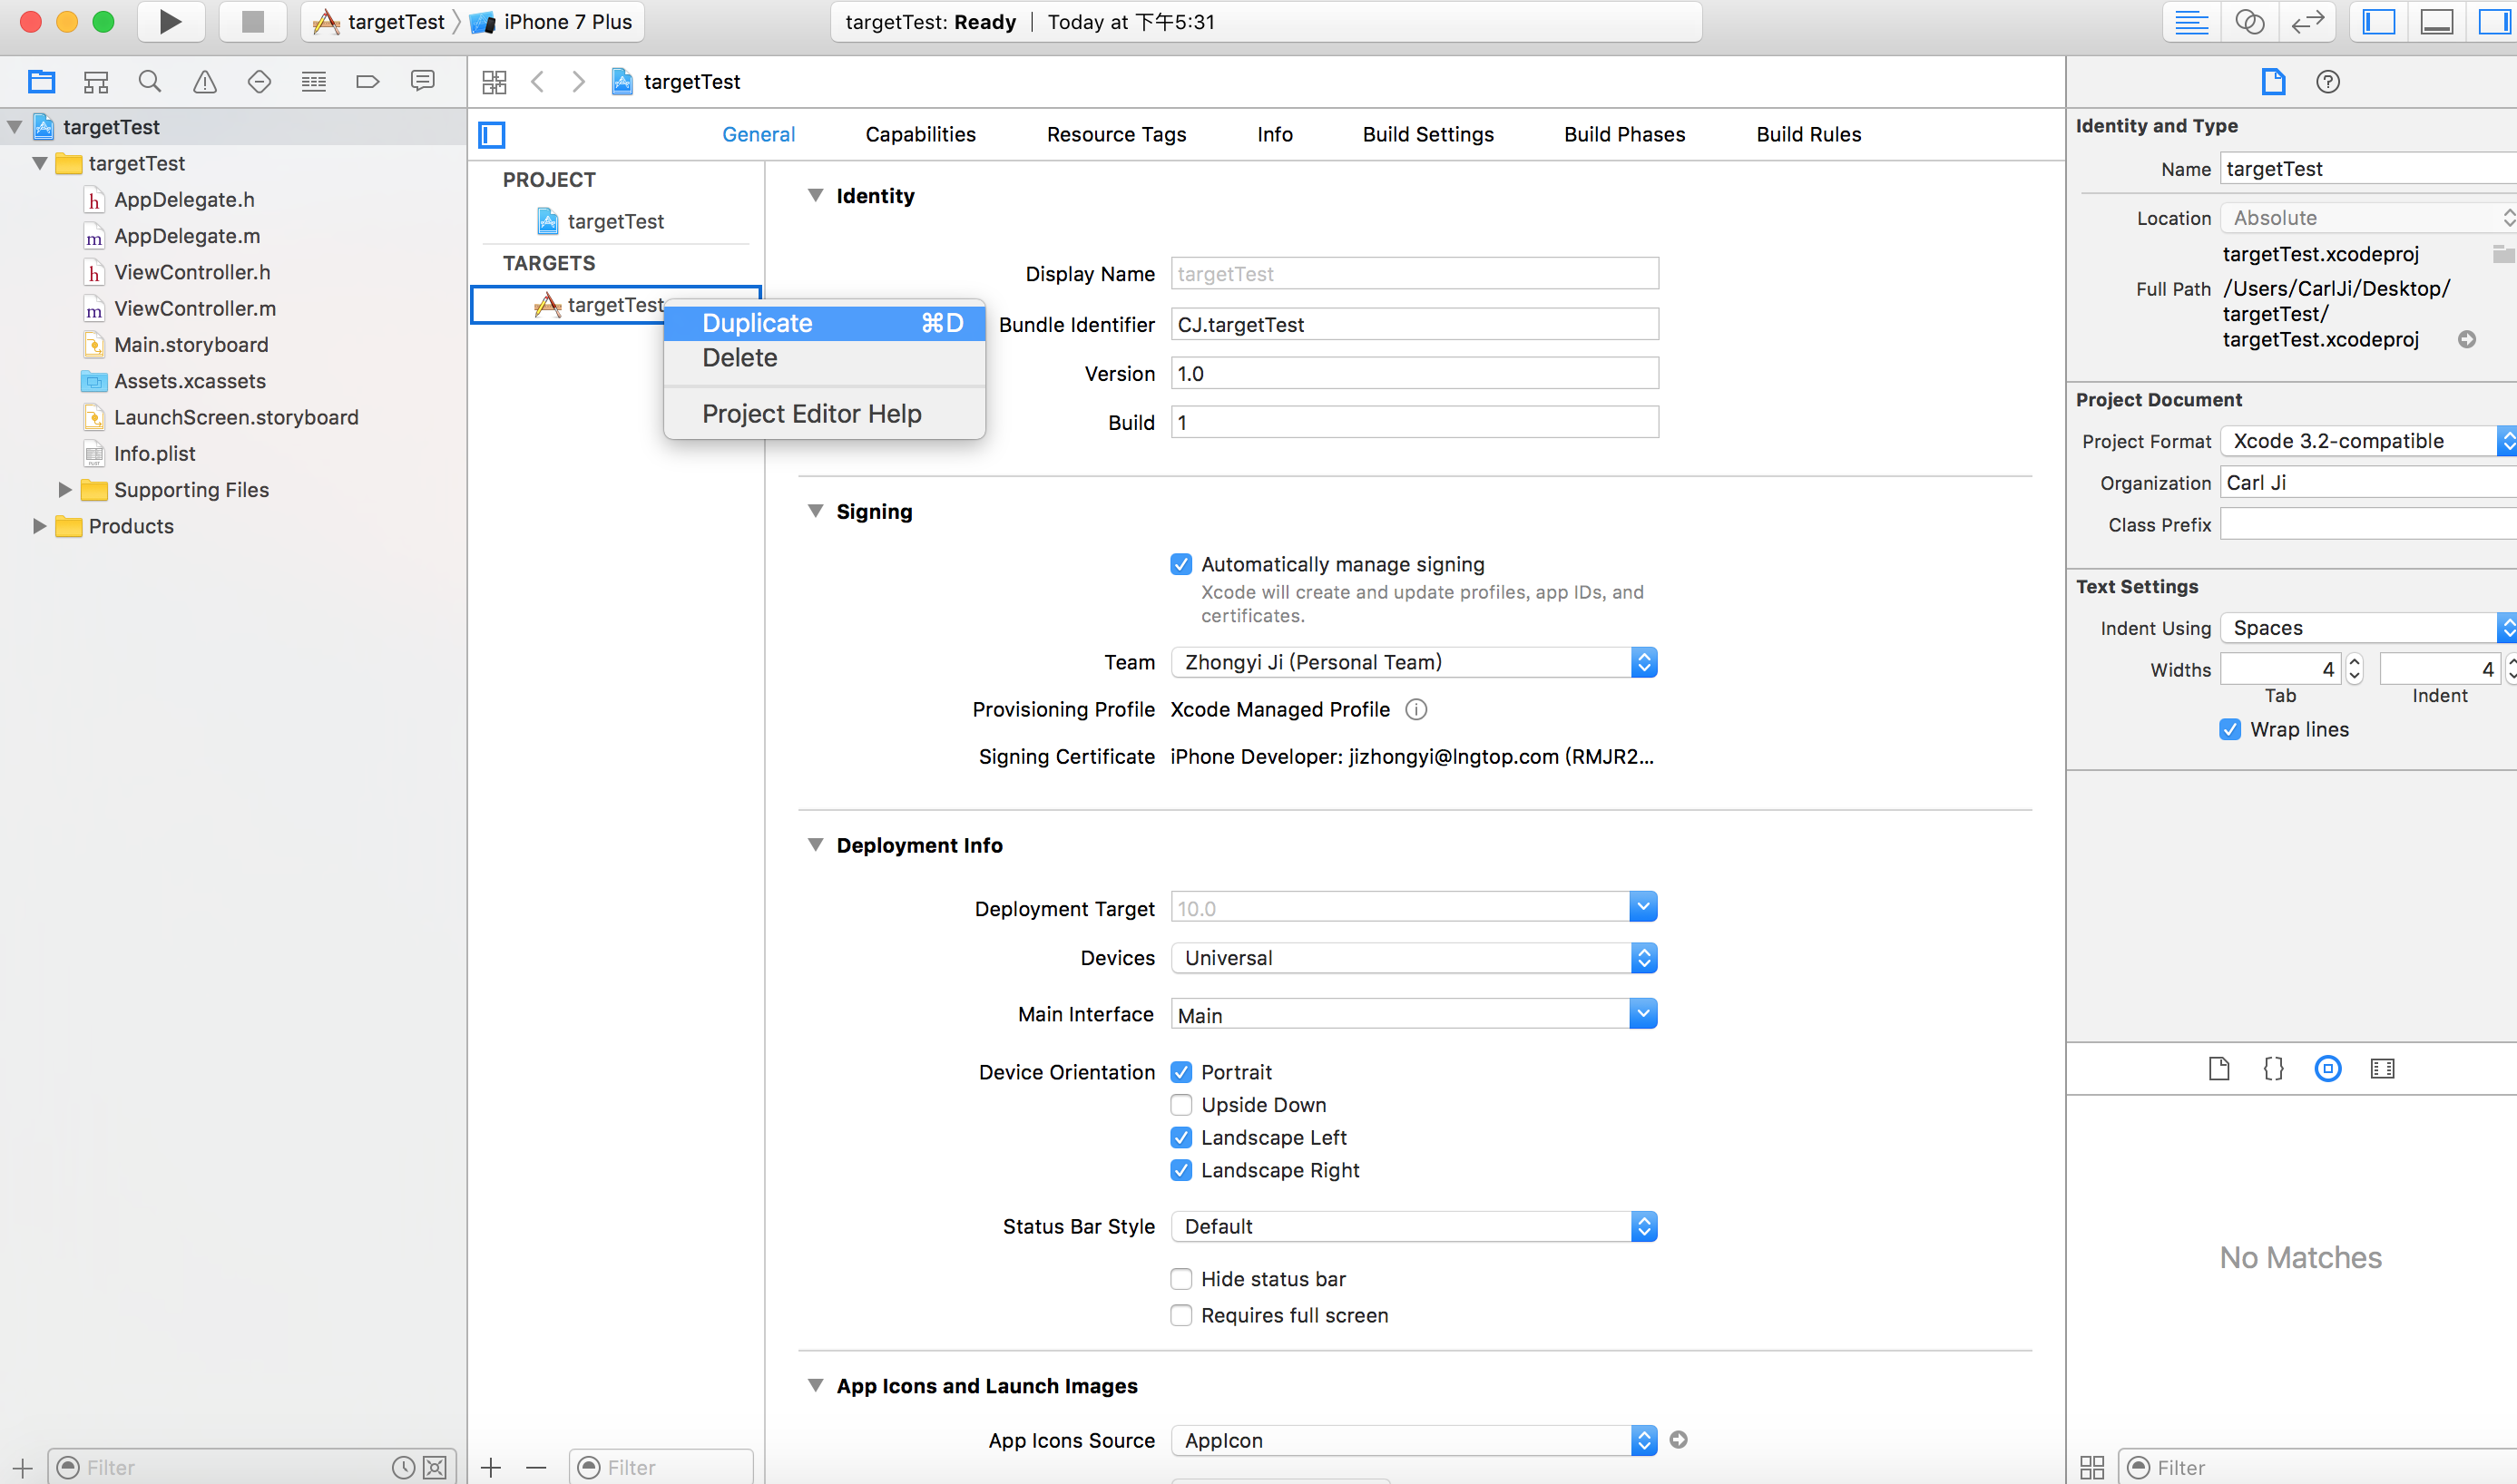 targetTest iPhone 7 Plus
targetTest: Ready Today at 下午5:31
targetTest
targetTest
AppDelegate.h
AppDelegate.m
ViewController.h
ViewController.m
Main.storyboard
Assets.xcassets
LaunchScreen.storyboard
Info.plist
Supporting Files
Products
Filter
targetTest
General Capabilities Resource Tags Info Build Settings Build Phases Build Rules
PROJECT
targetTest
TARGETS
targetTest
Duplicate ⌘D
Delete
Project Editor Help
Filter
Identity
Display Name targetTest
Bundle Identifier CJ.targetTest
Version 1.0
Build 1
Signing
Automatically manage signing
Xcode will create and update profiles, app IDs, and
certificates.
Team Zhongyi Ji (Personal Team)
Provisioning Profile Xcode Managed Profile
Signing Certificate iPhone Developer: jizhongyi@lngtop.com (RMJR2...
Deployment Info
Deployment Target 10.0
Devices Universal
Main Interface Main
Device Orientation Portrait
Upside Down
Landscape Left
Landscape Right
Status Bar Style Default
Hide status bar
Requires full screen
App Icons and Launch Images
App Icons Source AppIcon
Identity and Type
Name targetTest
Location Absolute
targetTest.xcodeproj
Full Path /Users/CarlJi/Desktop/
targetTest/
targetTest.xcodeproj
Project Document
Project Format Xcode 3.2-compatible
Organization Carl Ji
Class Prefix
Text Settings
Indent Using Spaces
Widths 4 4
Tab Indent
Wrap lines
No Matches
Filter